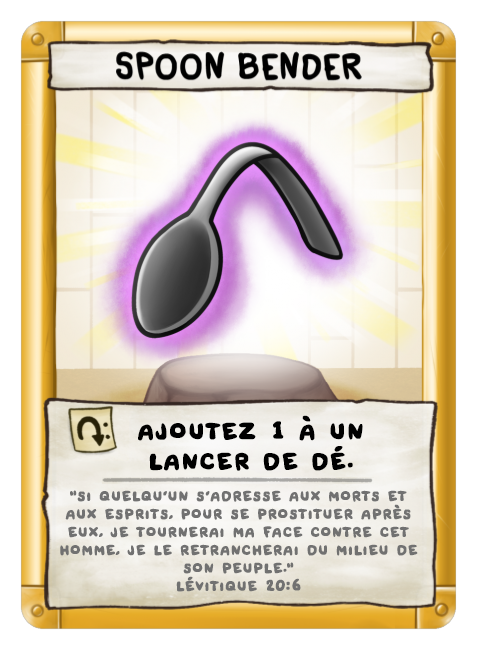 SPOON BENDER
AJOUTEZ 1 À UN
LANCER DE DÉ.
"SI QUELQU'UN S'ADRESSE AUX MORTS ET
AUX ESPRITS, POUR SE PROSTITUER APRÈS
EUX, JE TOURNERAI MA FACE CONTRE CET
HOMME, JE LE RETRANCHERAI DU MILIEU DE
SON PEUPLE."
LÉVITIQUE 20:6